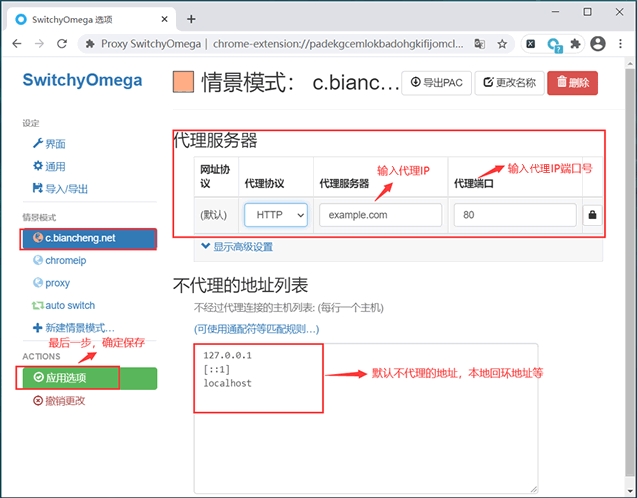 SwitchyOmega 选项
Proxy SwitchyOmega | chrome-extension://padekgcemlokbadohgkifijomcl...
SwitchyOmega
情景模式: c.bianc...
导出PAC
更改名称
删除
设定
界面
通用
导入/导出
情景模式
c.biancheng.net
chromeip
proxy
auto switch
新建情景模式...
最后一步,确定保存
ACTIONS
应用选项
撤销更改
代理服务器
输入代理IP
输入代理IP端口号
网址协议 代理协议 代理服务器 代理端口
(默认) HTTP example.com 80
显示高级设置
不代理的地址列表
不经过代理连接的主机列表: (每行一个主机)
(可使用通配符等匹配规则...)
127.0.0.1
[::1]
localhost
默认不代理的地址,本地回环地址等